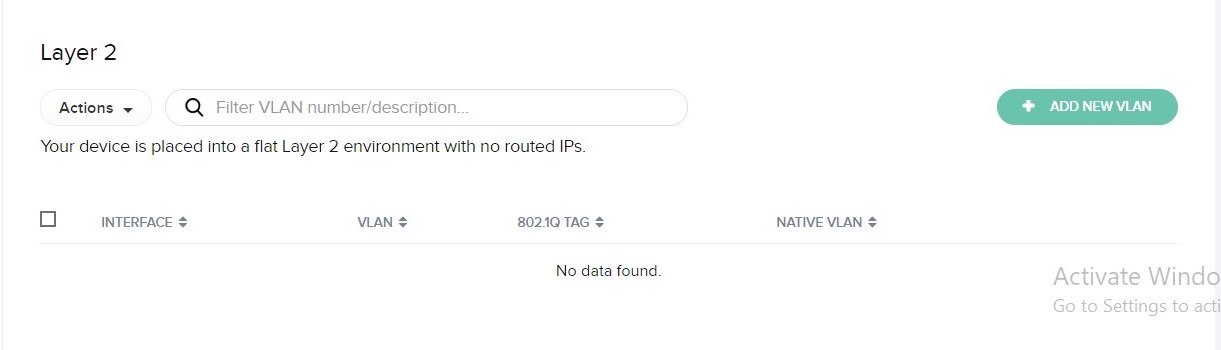 Layer 2
Actions
Filter VLAN number/description...
+ ADD NEW VLAN
Your device is placed into a flat Layer 2 environment with no routed IPs.
INTERFACE VLAN 802.1Q TAG NATIVE VLAN
No data found.
Activate Windo
Go to Settings to acti